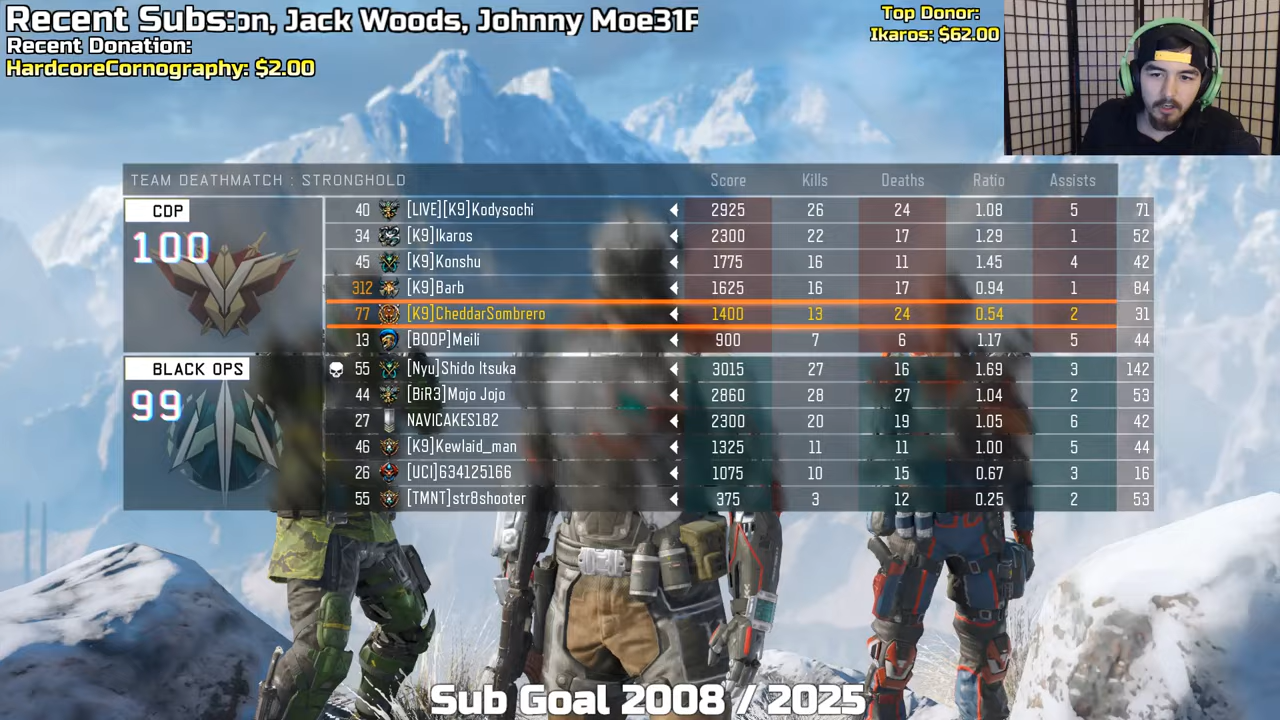 Recent Subs: on, Jack Woods, Johnny Moe31
Recent Donation:
HardcoreCornography: $2.00
Top Donor:
Ikaros: $62.00
TEAM DEATHMATCH : STRONGHOLD Score Kills Deaths Ratio Assists
CDP
100
40 [LIVE][K9]Kodysochi 2925 26 24 1.08 5 71
34 [K9]Ikaros 2300 22 17 1.29 1 52
45 [K9]Konshu 1775 16 11 1.45 4 42
312 [K9]Barb 1625 16 17 0.94 1 84
77 [K9]CheddarSombrero 1400 13 24 0.54 2 31
13 [BOOP]Meili 900 7 6 1.17 5 44
BLACK OPS
99
55 [Nyu]Shido Itsuka 3015 27 16 1.69 3 142
44 [BiR3]Mojo Jojo 2860 28 27 1.04 2 53
27 NAVICAKES182 2300 20 19 1.05 6 42
46 [K9]Kewlaid_man 1325 11 11 1.00 5 44
26 [UCI]634125166 1075 10 15 0.67 3 16
55 [TMNT]str8shooter 375 3 12 0.25 2 53
Sub Goal 2008 / 2025